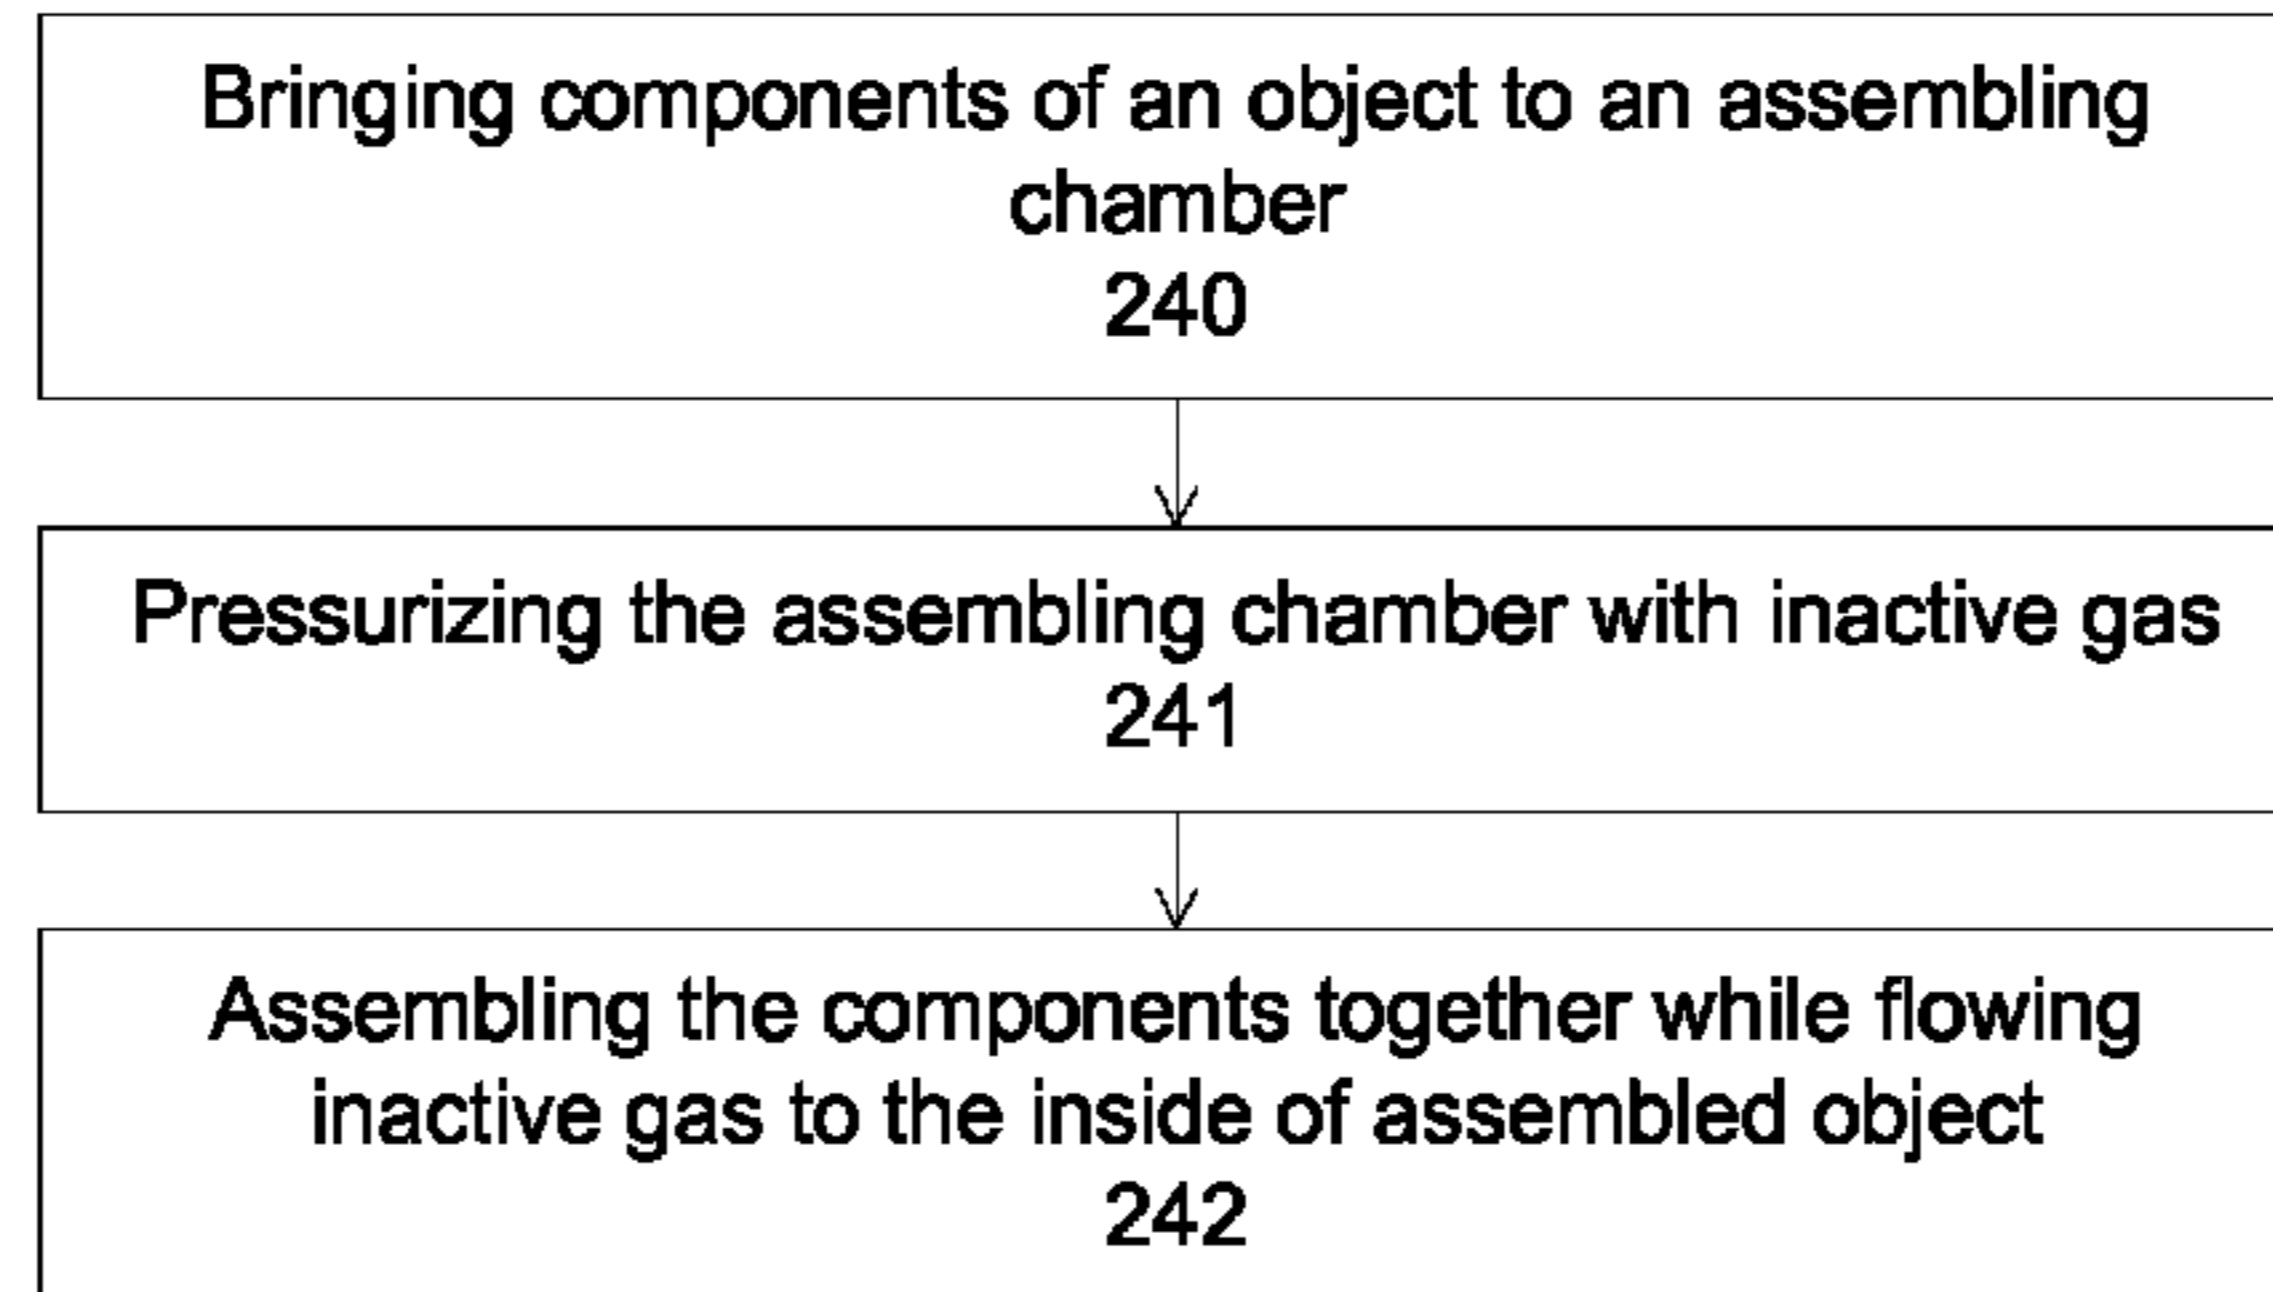 Bringing components of an object to an assembling
chamber
240
Pressurizing the assembling chamber with inactive gas
241
Assembling the components together while flowing
inactive gas to the inside of assembled object
242